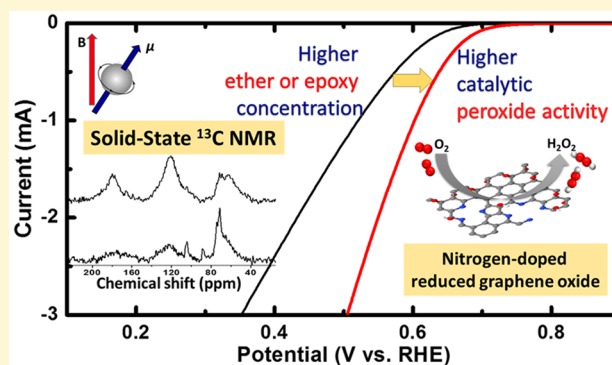 B
μ
Higher
ether or epoxy
concentration
Higher
catalytic
peroxide activity
Solid-State ¹³C NMR
O₂
H₂O₂
200
120
40
Chemical shift (ppm)
Nitrogen-doped
reduced graphene oxide
0
-1
-2
-3
Current (mA)
0.2
0.4
0.6
0.8
Potential (V vs. RHE)